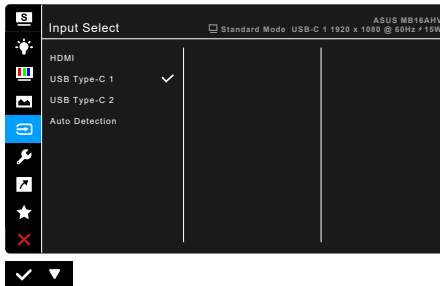 S
Input Select
ASUS MB16AHV
Standard Mode USB-C 1 1920 x 1080 @ 60Hz 15W
HDMI
USB Type-C 1
USB Type-C 2
Auto Detection